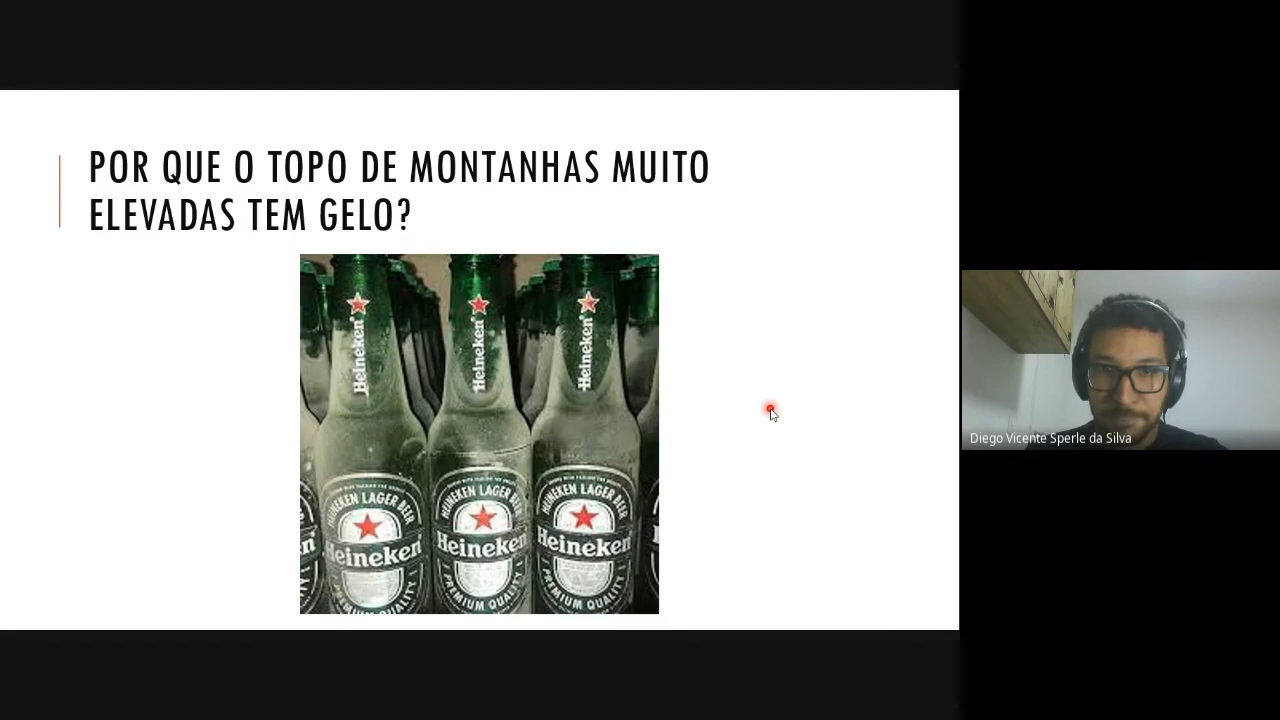 POR QUE O TOPO DE MONTANHAS MUITO
ELEVADAS TEM GELO?
Heineken
Heineken
Heineken
HEINEKEN LAGER BEER
HEINEKEN LAGER BEER
HEINEKEN LAGER BEER
Heineken
Heineken
Heineken
PREMIUM QUALITY
PREMIUM QUALITY
PREMIUM QUALITY
Diego Vicente Sperle da Silva